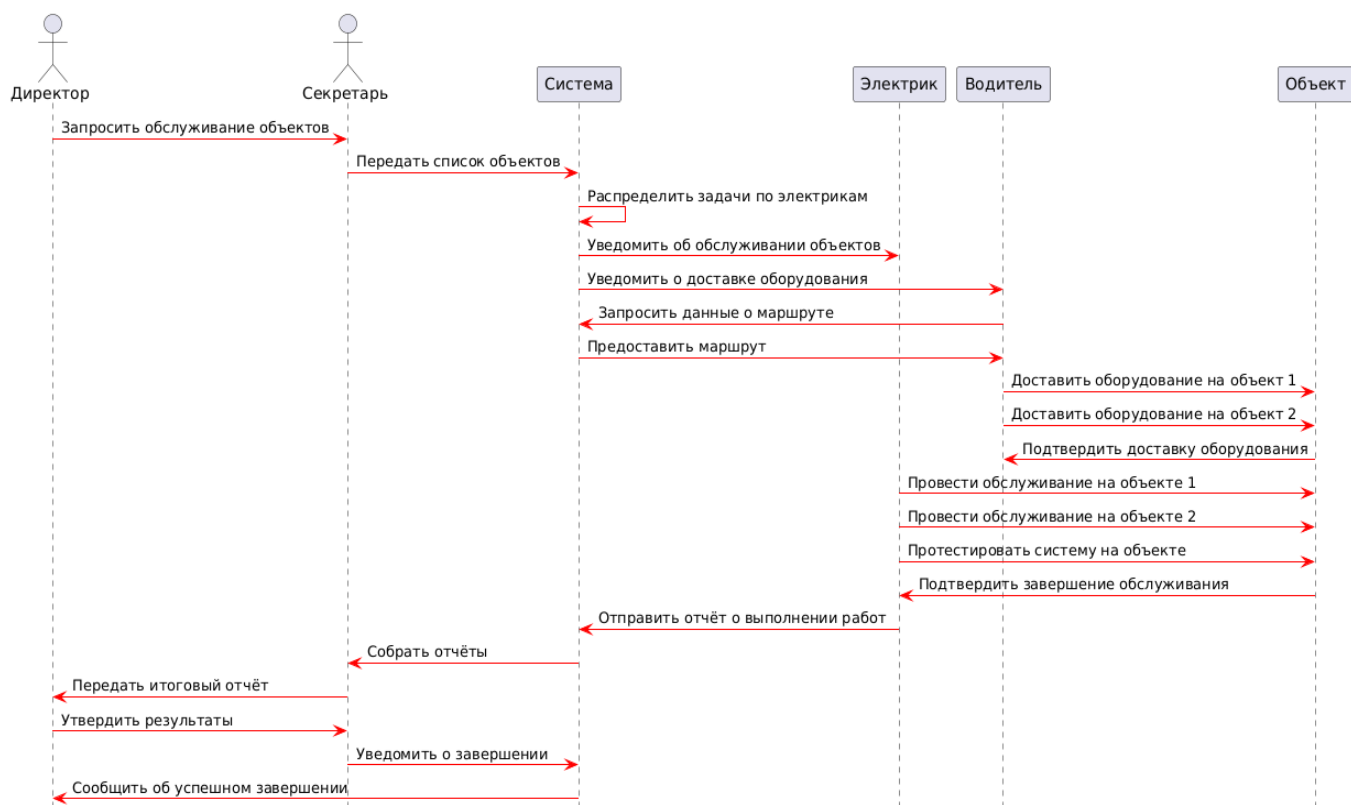 Директор
Секретарь
Система
Электрик
Водитель
Объект
Запросить обслуживание объектов
Передать список объектов
Распределить задачи по электрикам
Уведомить об обслуживании объектов
Уведомить о доставке оборудования
Запросить данные о маршруте
Предоставить маршрут
Доставить оборудование на объект 1
Доставить оборудование на объект 2
Подтвердить доставку оборудования
Провести обслуживание на объекте 1
Провести обслуживание на объекте 2
Протестировать систему на объекте
Подтвердить завершение обслуживания
Отправить отчёт о выполнении работ
Собрать отчёты
Передать итоговый отчёт
Утвердить результаты
Уведомить о завершении
Сообщить об успешном завершении